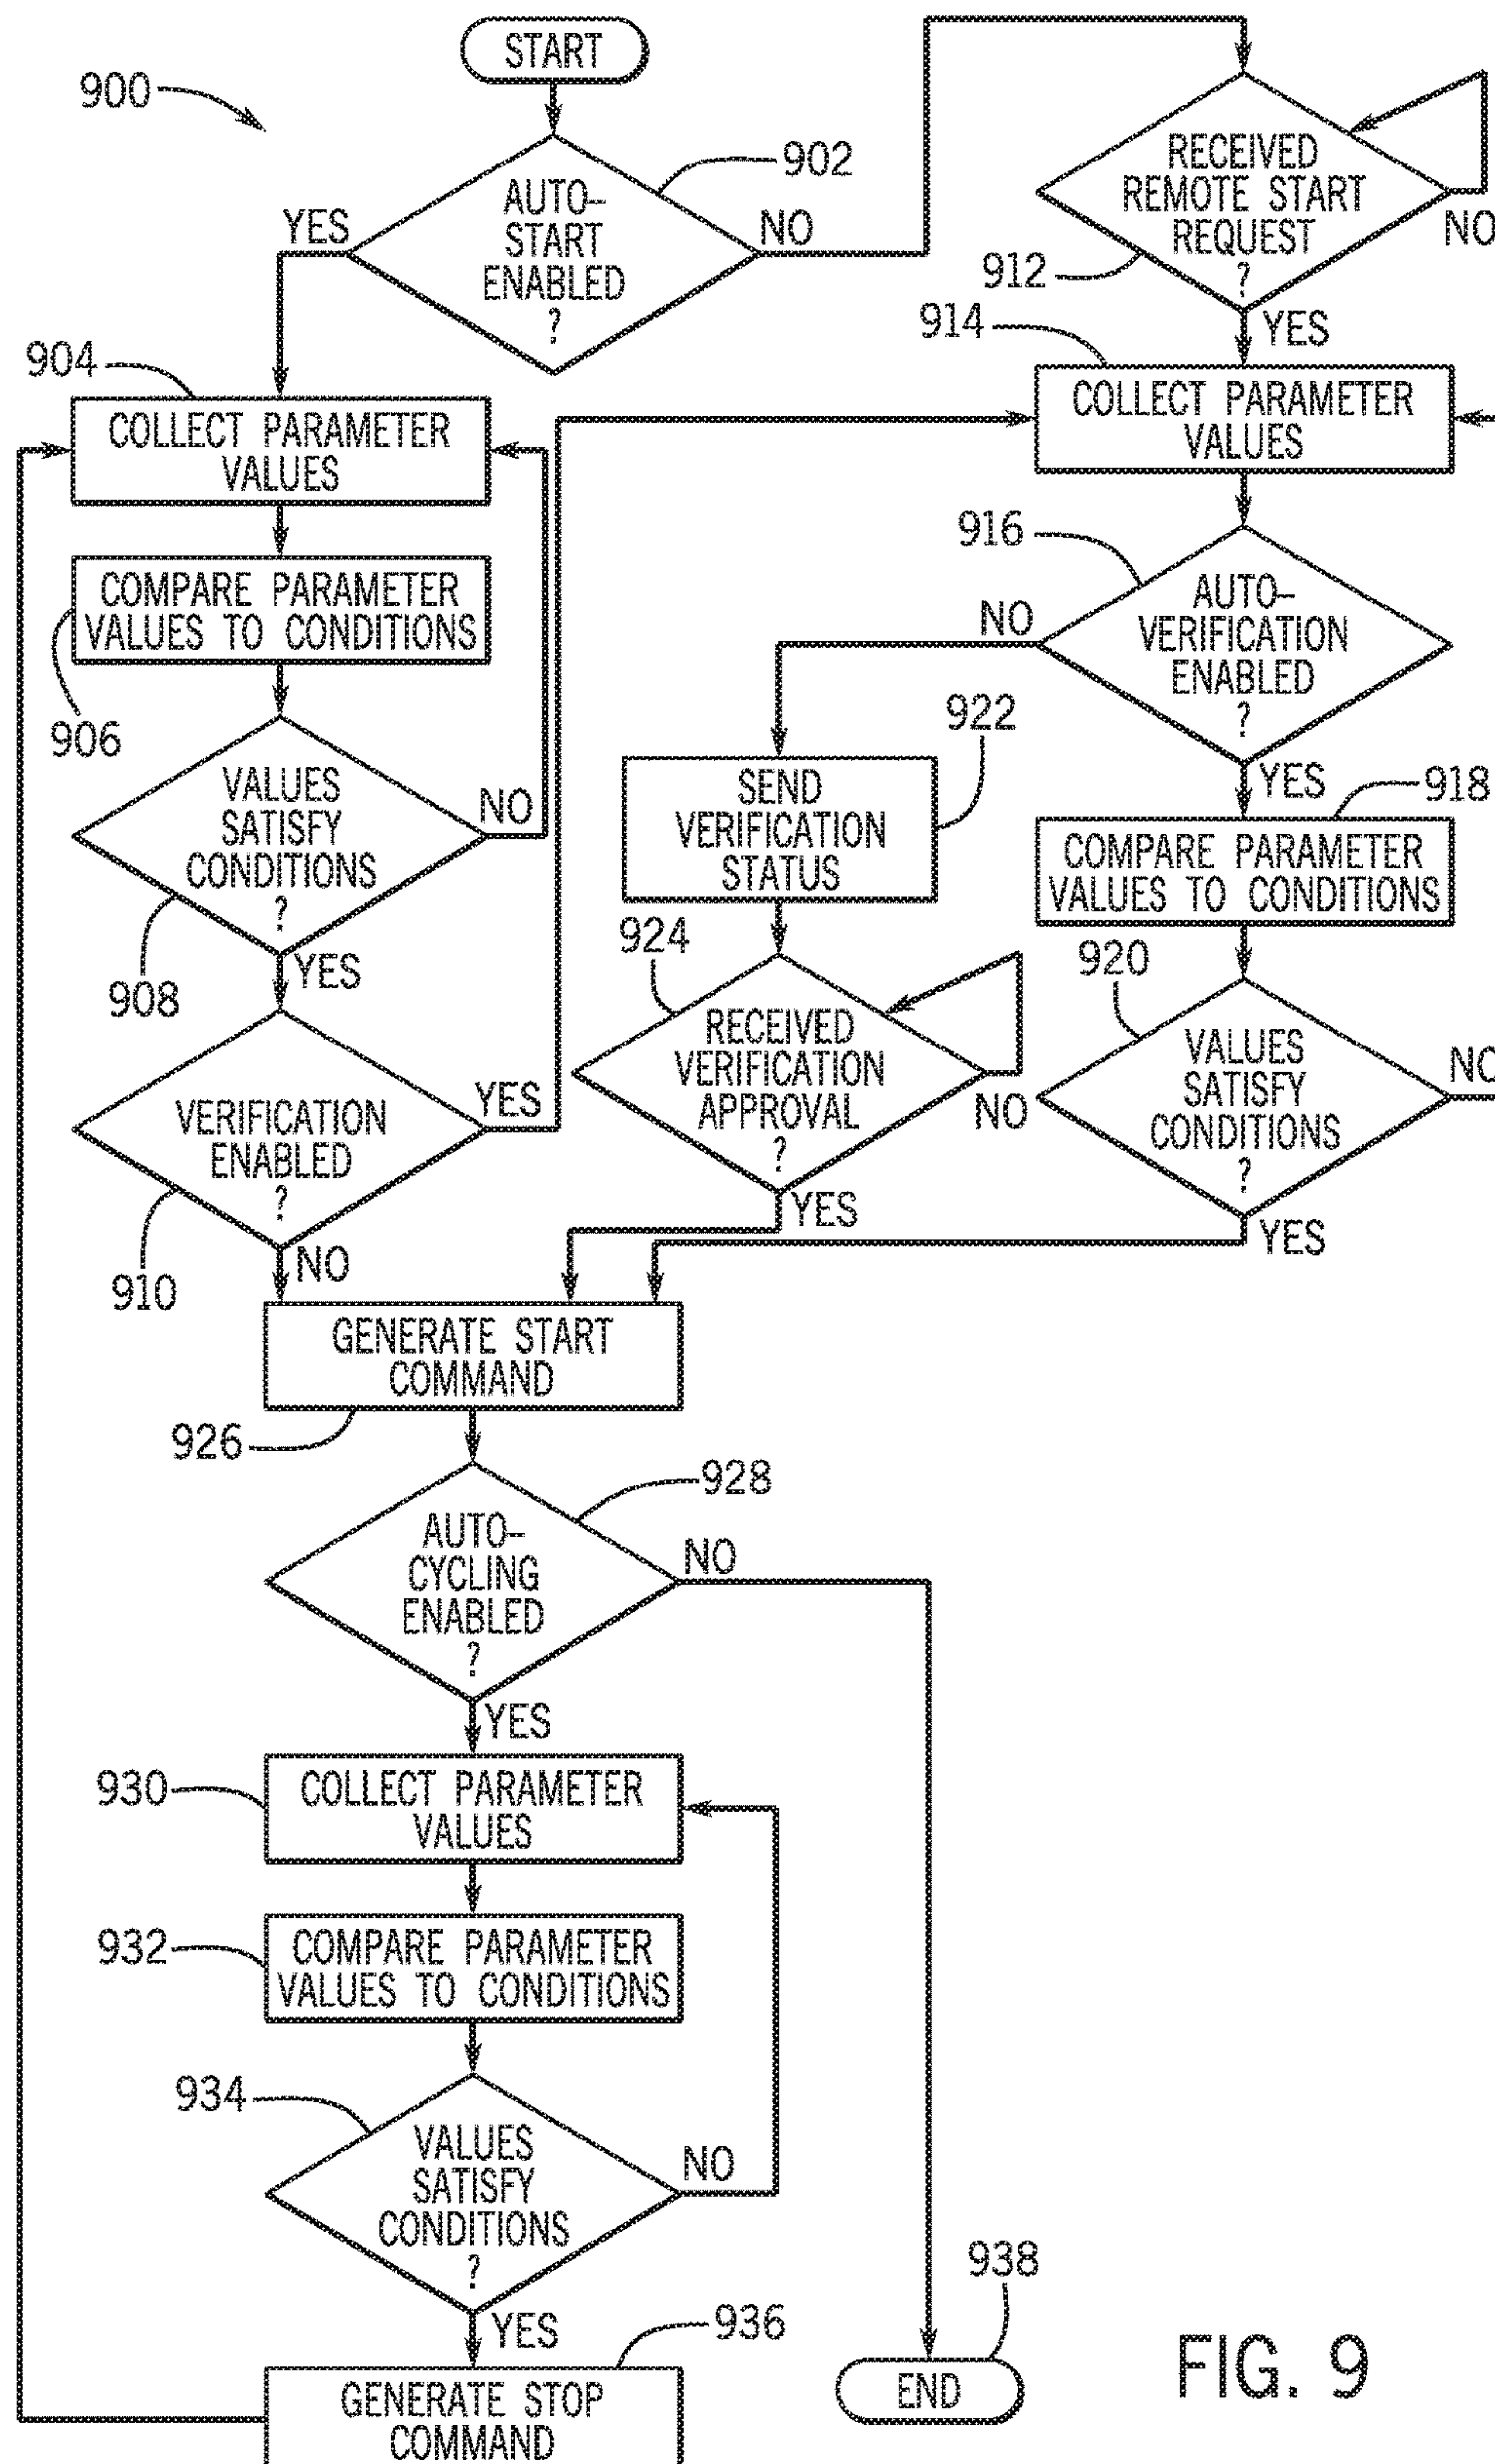 START
900
902
AUTO-
START
ENABLED
?
YES
NO
RECEIVED
REMOTE START
REQUEST
?
NO
912
YES
904
COLLECT PARAMETER
VALUES
914
COLLECT PARAMETER
VALUES
COMPARE PARAMETER
VALUES TO CONDITIONS
906
916
AUTO-
VERIFICATION
ENABLED
?
NO
YES
VALUES
SATISFY
CONDITIONS
?
NO
908
YES
922
SEND
VERIFICATION
STATUS
918
COMPARE PARAMETER
VALUES TO CONDITIONS
924
RECEIVED
VERIFICATION
APPROVAL
?
NO
YES
920
VALUES
SATISFY
CONDITIONS
?
NO
YES
VERIFICATION
ENABLED
?
YES
910
NO
GENERATE START
COMMAND
926
928
AUTO-
CYCLING
ENABLED
?
NO
YES
930
COLLECT PARAMETER
VALUES
932
COMPARE PARAMETER
VALUES TO CONDITIONS
934
VALUES
SATISFY
CONDITIONS
?
NO
YES
936
GENERATE STOP
COMMAND
938
END
FIG. 9